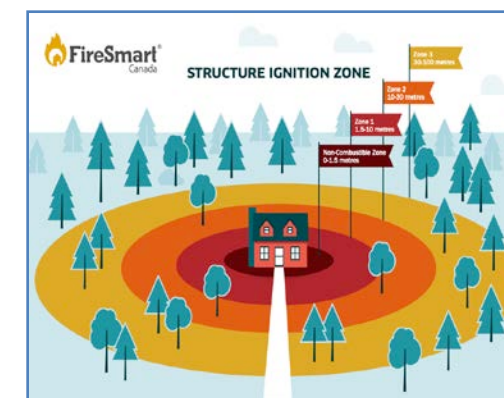 FireSmart®
Canada
STRUCTURE IGNITION ZONE
Zone 3
30-100 metres
Zone 2
10-30 metres
Zone 1
1.5-10 metres
Non-Combustible Zone
0-1.5 metres